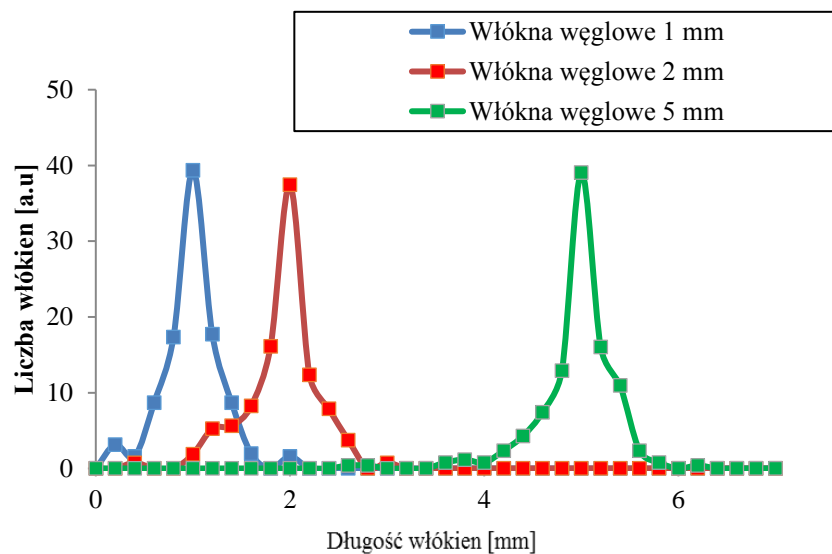 Włókna węglowe 1 mm
Włókna węglowe 2 mm
Włókna węglowe 5 mm
50
40
30
20
10
0
Liczba włókien [a.u]
0 2 4 6
Długość włókien [mm]